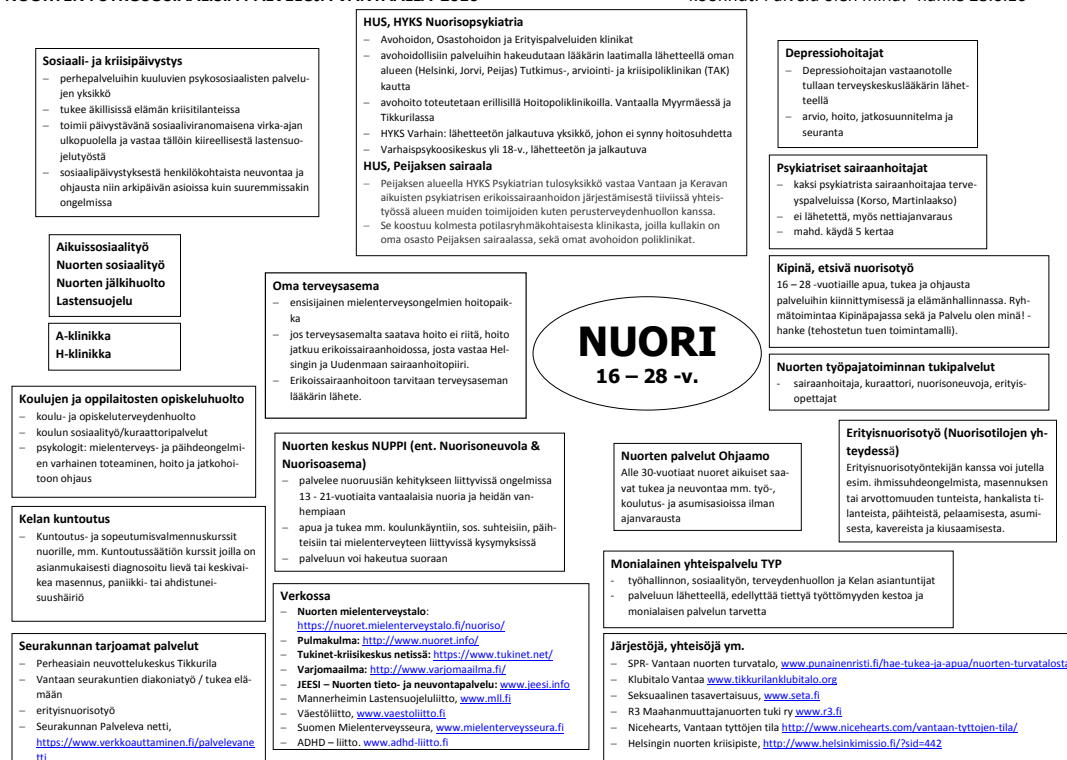 HUS, HYKS Nuorisopsykiatria
– Avohoidon, Osastohoidon ja Erityispalveluiden klinikat
– avohoidollisiin palveluihin hakeudutaan lääkärin laatimalla lähetteellä oman
alueen (Helsinki, Jorvi, Peijas) Tutkimus-, arviointi- ja kriisipoliklinikan (TAK)
kautta
– avohoito toteutetaan erillisillä Hoitopoliklinikoilla. Vantaalla Myyrmäessä ja
Tikkurilassa
– HYKS Varhain: lähetteetön jalkautuva yksikkö, johon ei synny hoitosuhdetta
– Varhaispsykoosikeskus yli 18-v., lähetteetön ja jalkautuva
HUS, Peijaksen sairaala
– Peijaksen alueella HYKS Psykiatrian tulosyksikkö vastaa Vantaan ja Keravan
aikuisten psykiatrisen erikoissairaanhoidon järjestämisestä tiiviissä yhteis-
työssä alueen muiden toimijoiden kuten perusterveydenhuollon kanssa.
– Se koostuu kolmesta potilasryhmäkohtaisesta klinikasta, joilla kullakin on
oma osasto Peijaksen sairaalassa, sekä omat avohoidon poliklinikat.
Sosiaali- ja kriisipäivystys
– perhepalveluihin kuuluvien psykososiaalisten palvelu-
jen yksikkö
– tukee äkillisissä elämän kriisitilanteissa
– toimii päivystävänä sosiaaliviranomaisena virka-ajan
ulkopuolella ja vastaa tällöin kiireellisestä lastensuo-
jelutyöstä
– sosiaalipäivystyksestä henkilökohtaista neuvontaa ja
ohjausta niin arkipäivän asioissa kuin suuremmissakin
ongelmissa
Depressiohoitajat
– Depressiohoitajan vastaanotolle
tullaan terveyskeskuslääkärin lähet-
teellä
– arvio, hoito, jatkosuunnitelma ja
seuranta
Psykiatriset sairaanhoitajat
– kaksi psykiatrista sairaanhoitajaa terve-
yspalveluissa (Korso, Martinlaakso)
– ei lähetettä, myös nettiajanvaraus
– mahd. käydä 5 kertaa
Aikuissosiaalityö
Nuorten sosiaalityö
Nuorten jälkihuolto
Lastensuojelu
A-klinikka
H-klinikka
Oma terveysasema
– ensisijainen mielenterveysongelmien hoitopaik-
ka
– jos terveysasemalta saatava hoito ei riitä, hoito
jatkuu erikoissairaanhoidossa, josta vastaa Hel-
singin ja Uudenmaan sairaanhoitopiiri.
– Erikoissairaanhoitoon tarvitaan terveysaseman
lääkärin lähete.
NUORI
16 – 28 -v.
Kipinä, etsivä nuorisotyö
16 – 28 -vuotiaille apua, tukea ja ohjausta
palveluihin kiinnittymisessä ja elämänhallinnassa. Ryh-
mätoimintaa Kipinäpajassa sekä ja Palvelu olen minä! -
hanke (tehostetun tuen toimintamalli).
Nuorten työpajatoiminnan tukipalvelut
- sairaanhoitaja, kuraattori, nuorisoneuvoja, erityis-
opettajat
Koulujen ja oppilaitosten opiskeluhuolto
– koulu- ja opiskeluterveydenhuolto
– koulun sosiaalityö/kuraattoripalvelut
– psykologit: mielenterveys- ja päihdeongelmi-
en varhainen toteaminen, hoito ja jatkohoi-
toon ohjaus
Nuorten keskus NUPPI (ent. Nuorisoneuvola &
Nuorisoasema)
– palvelee nuoruusiän kehitykseen liittyvissä ongelmissa
13 - 21-vuotiaita vantaalaisia nuoria ja heidän van-
hempiaan
– apua ja tukea mm. koulunkäyntiin, sos. suhteisiin, päih-
teisiin tai mielenterveyteen liittyvissä kysymyksissä
– palveluun voi hakeutua suoraan
Nuorten palvelut Ohjaamo
Alle 30-vuotiaat nuoret aikuiset saa-
vat tukea ja neuvontaa mm. työ-,
koulutus- ja asumisasioissa ilman
ajanvarausta
Erityisnuorisotyö (Nuorisotilojen yh-
teydessä)
Erityisnuorisotyöntekijän kanssa voi jutella
esim. ihmissuhdeongelmista, masennuksen
tai arvottomuuden tunteista, hankalista ti-
lanteista, päihteistä, pelaamisesta, asumi-
sesta, kavereista ja kiusaamisesta.
Kelan kuntoutus
– Kuntoutus- ja sopeutumisvalmennuskurssit
nuorille, mm. Kuntoutussäätiön kurssit joilla on
asianmukaisesti diagnosoitu lievä tai keskivai-
kea masennus, paniikki- tai ahdistunei-
suushäiriö
Monialainen yhteispalvelu TYP
- työhallinnon, sosiaalityön, terveydenhuollon ja Kelan asiantuntijat
- palveluun lähetteellä, edellyttää tiettyä työttömyyden kestoa ja
monialaisen palvelun tarvetta
Verkossa
– Nuorten mielenterveystalo:
https://nuoret.mielenterveystalo.fi/nuoriso/
– Pulmakulma: http://www.nuoret.info/
– Tukinet-kriisikeskus netissä: https://www.tukinet.net/
– Varjomaailma: http://www.varjomaailma.fi/
– JEESI – Nuorten tieto- ja neuvontapalvelu: www.jeesi.info
– Mannerheimin Lastensuojeluliitto, www.mll.fi
– Väestöliitto, www.vaestoliitto.fi
– Suomen Mielenterveysseura, www.mielenterveysseura.fi
– ADHD – liitto. www.adhd-liitto.fi
Seurakunnan tarjoamat palvelut
– Perheasiain neuvottelukeskus Tikkurila
– Vantaan seurakuntien diakoniatyö / tukea elä-
mään
– erityisnuorisotyö
– Seurakunnan Palveleva netti,
https://www.verkkoauttaminen.fi/palvelevane
tti
Järjestöjä, yhteisöjä ym.
– SPR- Vantaan nuorten turvatalo, www.punainenristi.fi/hae-tukea-ja-apua/nuorten-turvatalosta
– Klubitalo Vantaa www.tikkurilanklubitalo.org
– Seksuaalinen tasavertaisuus, www.seta.fi
– R3 Maahanmuuttajanuorten tuki ry www.r3.fi
– Nicehearts, Vantaan tyttöjen tila http://www.nicehearts.com/vantaan-tyttojen-tila/
– Helsingin nuorten kriisipiste, http://www.helsinkimissio.fi/?sid=442